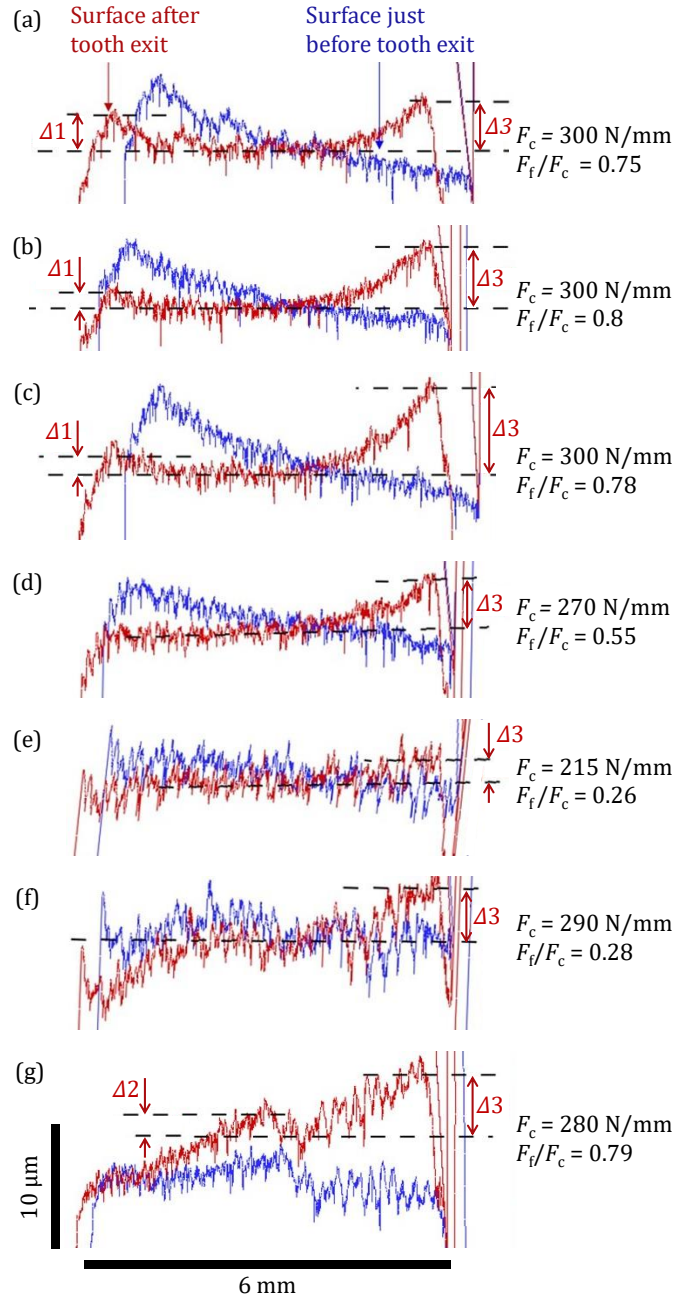 (a)
Surface after
tooth exit
Surface just
before tooth exit
Δ1
Δ3
F_c = 300 N/mm
F_f/F_c = 0.75
(b)
Δ1
Δ3
F_c = 300 N/mm
F_f/F_c = 0.8
(c)
Δ1
Δ3
F_c = 300 N/mm
F_f/F_c = 0.78
(d)
Δ3
F_c = 270 N/mm
F_f/F_c = 0.55
(e)
Δ3
F_c = 215 N/mm
F_f/F_c = 0.26
(f)
Δ3
F_c = 290 N/mm
F_f/F_c = 0.28
(g)
Δ2
Δ3
F_c = 280 N/mm
F_f/F_c = 0.79
10 μm
6 mm